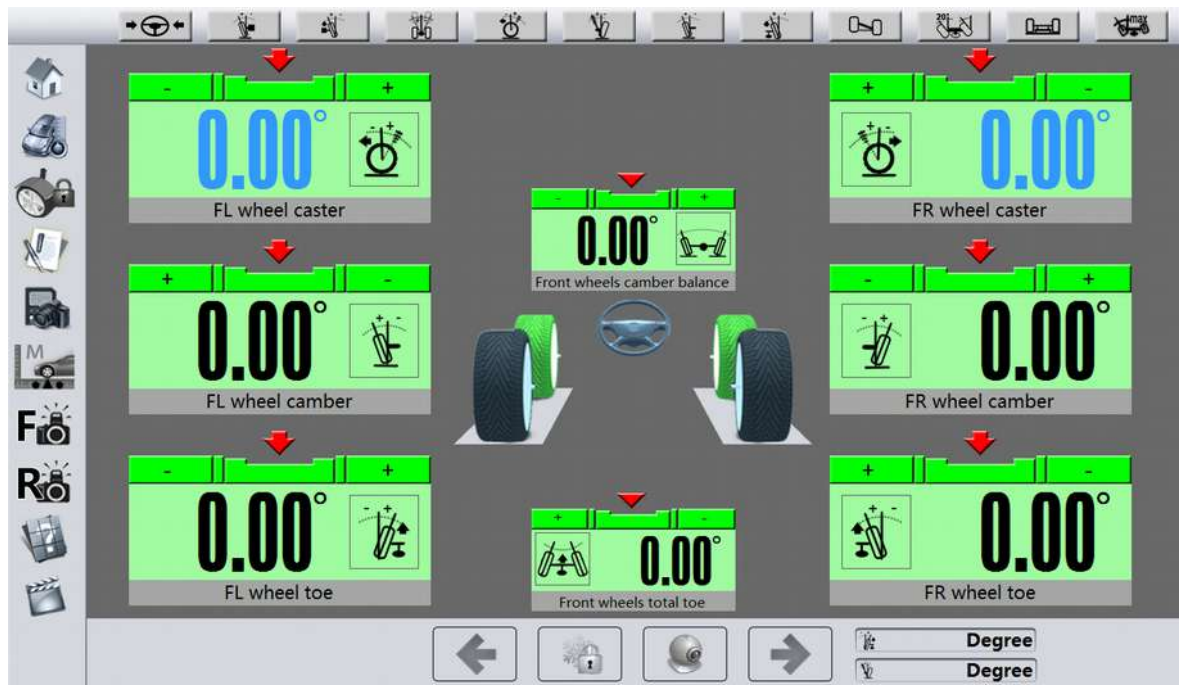 20°
max
- +
+ -
0.00°
0.00°
FL wheel caster
FR wheel caster
- +
0.00°
Front wheels camber balance
+ -
- +
0.00°
0.00°
FL wheel camber
FR wheel camber
M
F
R
- +
+ -
0.00°
0.00°
FL wheel toe
FR wheel toe
+ -
0.00°
Front wheels total toe
Degree
Degree